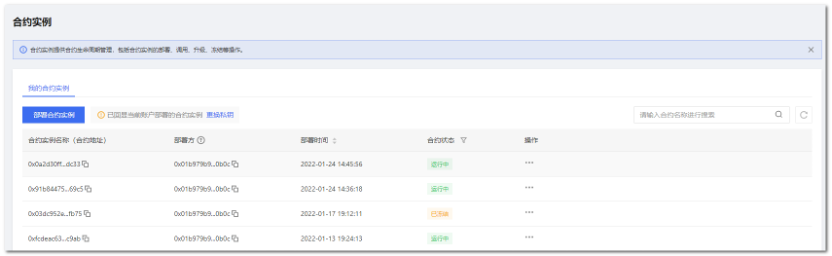 合约实例
合约实例提供合约生命周期管理，包括合约实例的部署、调用、升级、冻结等操作。
我的合约实例
部署合约实例 已回显当前账户部署的合约实例 更换私钥 请输入合约名称进行搜索
合约实例名称（合约地址） 部署方 部署时间 合约状态 操作
0x0a2d30ff...dc33 0x01b979b9...0b0c 2022-01-24 14:45:56 运行中 ···
0x91b84475...69c5 0x01b979b9...0b0c 2022-01-24 14:36:18 运行中 ···
0x03dc952a...fb75 0x01b979b9...0b0c 2022-01-17 19:12:11 已冻结 ···
0xfcdeac63...c9ab 0x01b979b9...0b0c 2022-01-13 19:24:13 运行中 ···